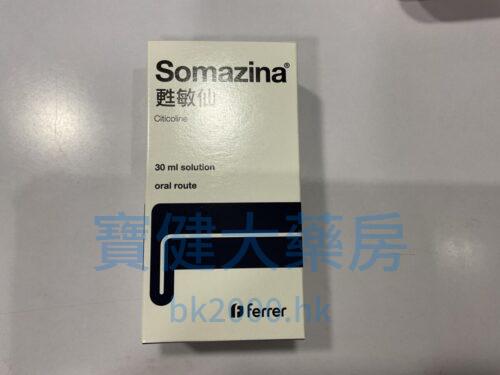 Somazina®
甦敏仙
Citicoline
30 ml solution
oral route
寶健大藥房
bk2000.hk
ferrer